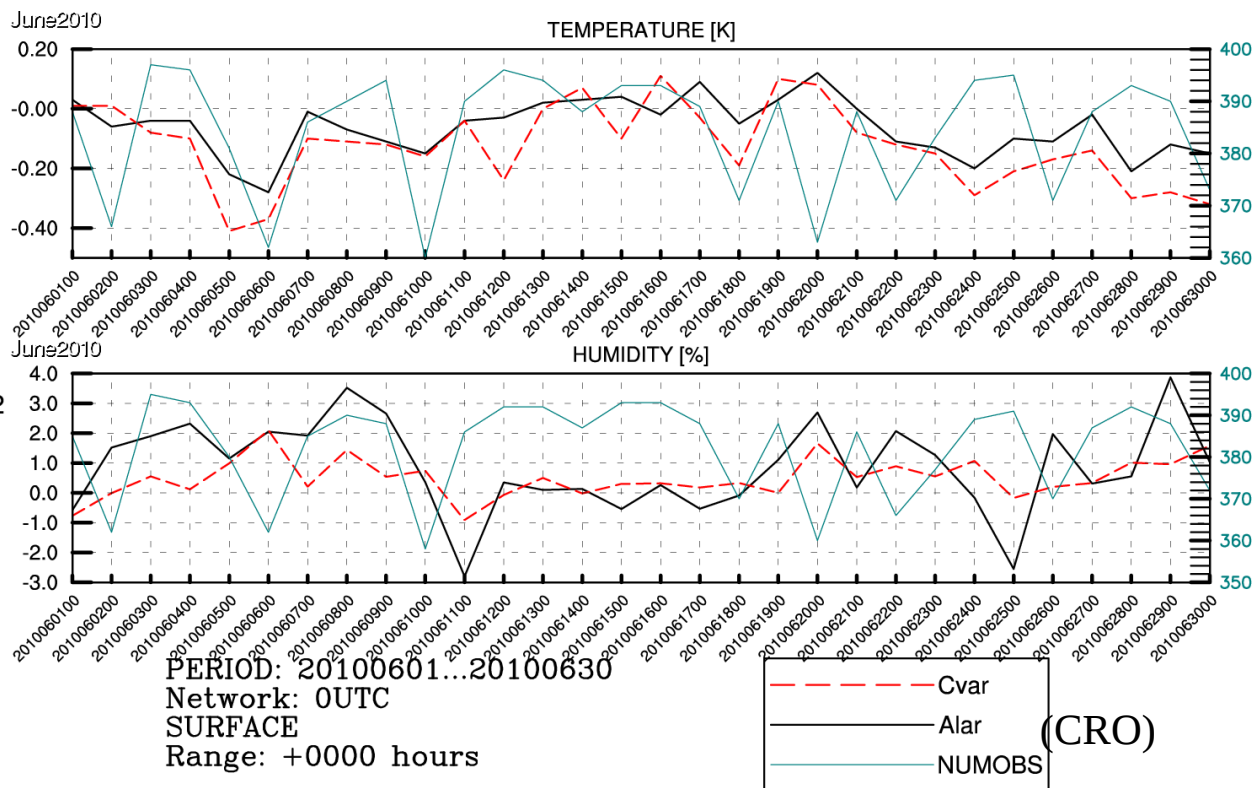 June2010
TEMPERATURE [K]
0.20
-0.00
-0.20
-0.40
400
390
380
370
360
2010060100 2010060200 2010060300 2010060400 2010060500 2010060600 2010060700 2010060800 2010060900 2010061000 2010061100 2010061200 2010061300 2010061400 2010061500 2010061600 2010061700 2010061800 2010061900 2010062000 2010062100 2010062200 2010062300 2010062400 2010062500 2010062600 2010062700 2010062800 2010062900 2010063000
June2010
HUMIDITY [%]
4.0
3.0
2.0
1.0
0.0
-1.0
-2.0
-3.0
400
390
380
370
360
350
2010060100 2010060200 2010060300 2010060400 2010060500 2010060600 2010060700 2010060800 2010060900 2010061000 2010061100 2010061200 2010061300 2010061400 2010061500 2010061600 2010061700 2010061800 2010061900 2010062000 2010062100 2010062200 2010062300 2010062400 2010062500 2010062600 2010062700 2010062800 2010062900 2010063000
PERIOD: 20100601...20100630
Network: 0UTC
SURFACE
Range: +0000 hours
Cvar
Alar
NUMOBS
(CRO)